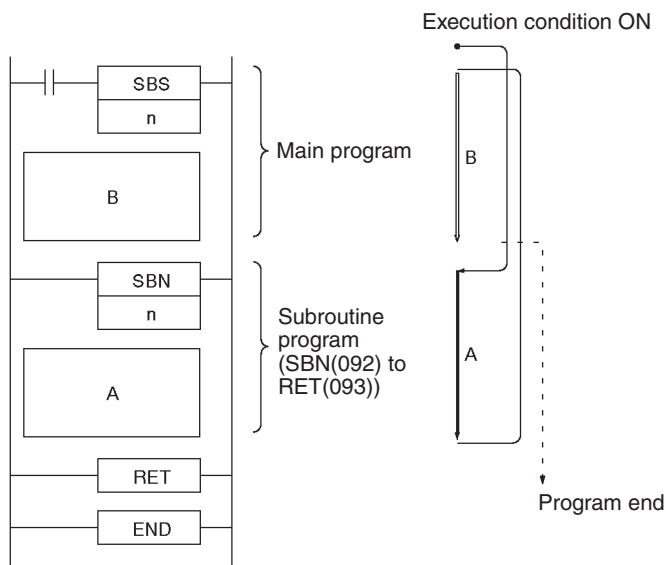 Execution condition ON
SBS
n
Main program
B
B
SBN
n
Subroutine
program
(SBN(092) to
RET(093))
A
A
RET
Program end
END